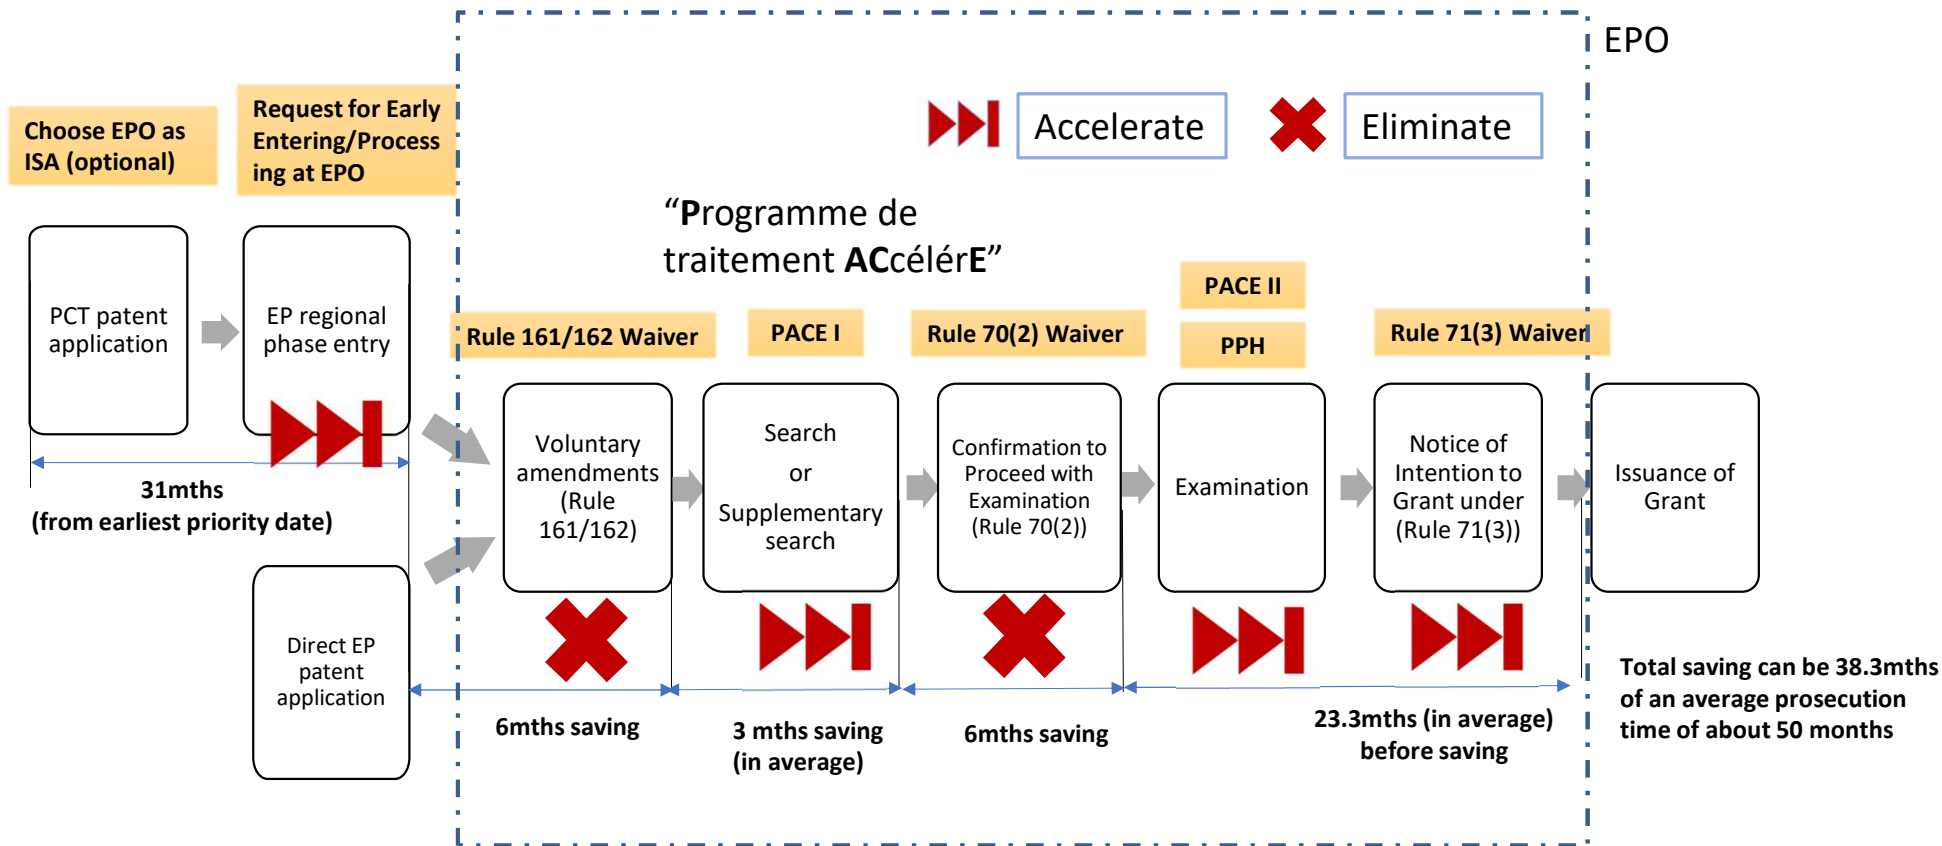 EPO
Accelerate
Eliminate
Choose EPO as
ISA (optional)
Request for Early
Entering/Process
ing at EPO
“Programme de
traitement ACcélérE”
Rule 161/162 Waiver
PACE I
Rule 70(2) Waiver
PACE II
PPH
Rule 71(3) Waiver
PCT patent
application
EP regional
phase entry
31mths
(from earliest priority date)
Direct EP
patent
application
Voluntary
amendments
(Rule
161/162)
Search
or
Supplementary
search
Confirmation to
Proceed with
Examination
(Rule 70(2))
Examination
Notice of
Intention to
Grant under
(Rule 71(3))
Issuance of
Grant
6mths saving
3 mths saving
(in average)
6mths saving
23.3mths (in average)
before saving
Total saving can be 38.3mths
of an average prosecution
time of about 50 months